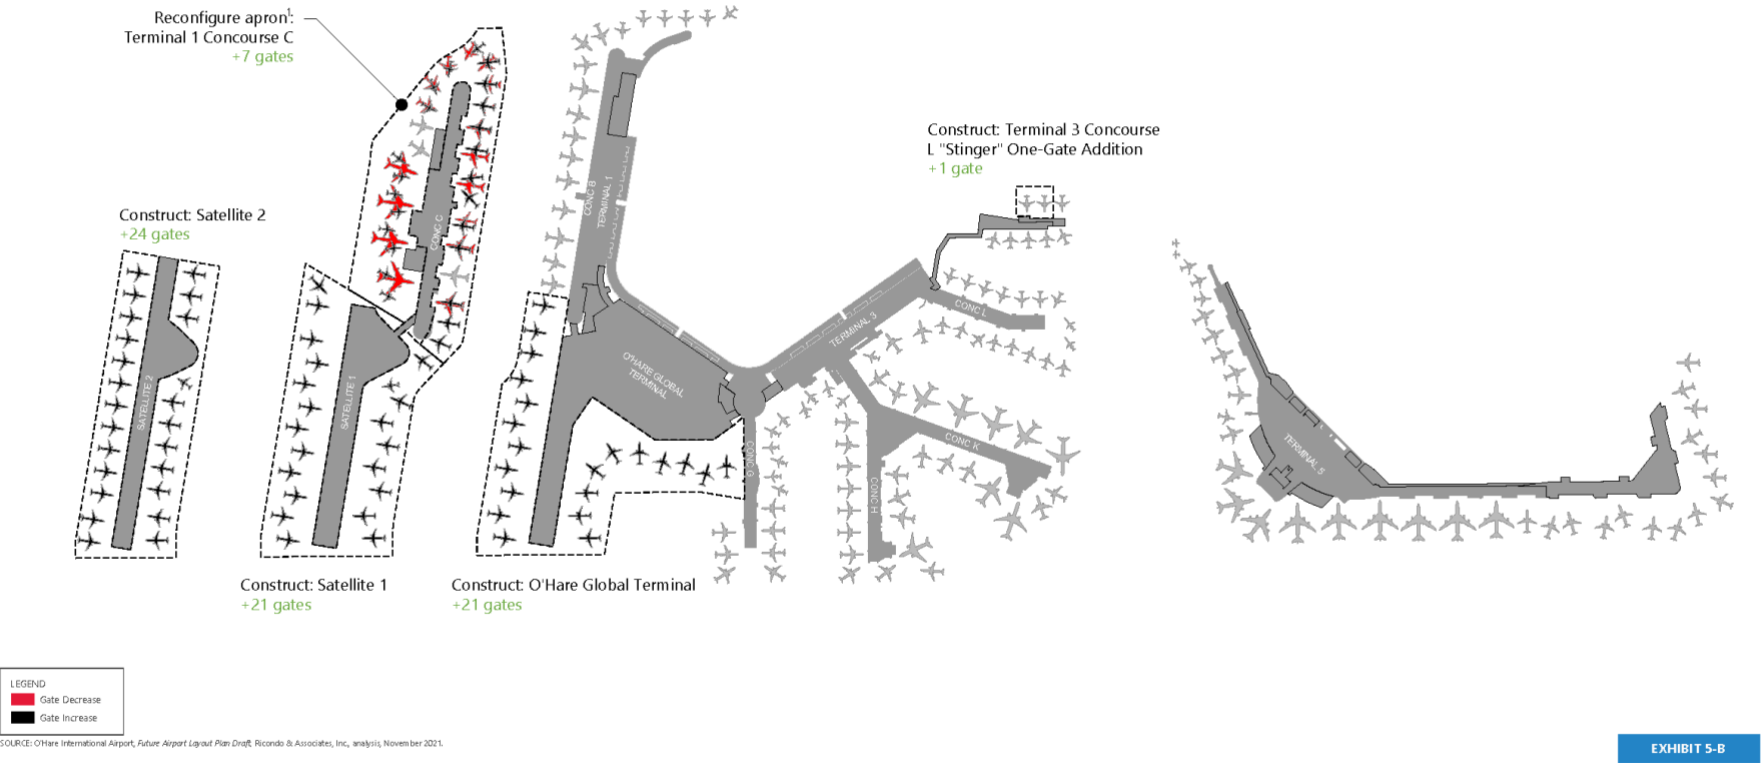 Reconfigure apron¹:
Terminal 1 Concourse C
+7 gates
Construct: Terminal 3 Concourse
L "Stinger" One-Gate Addition
+1 gate
Construct: Satellite 2
+24 gates
CONC B
TERMINAL 1
CONC C
CONC L
TERMINAL 3
O'HARE GLOBAL
TERMINAL
SATELLITE 2
SATELLITE 1
CONC G
CONC H
CONC K
TERMINAL 5
Construct: Satellite 1
+21 gates
Construct: O'Hare Global Terminal
+21 gates
LEGEND
Gate Decrease
Gate Increase
SOURCE: O'Hare International Airport, Future Airport Layout Plan Draft, Ricondo & Associates, Inc., analysis, November 2021.
EXHIBIT 5-B